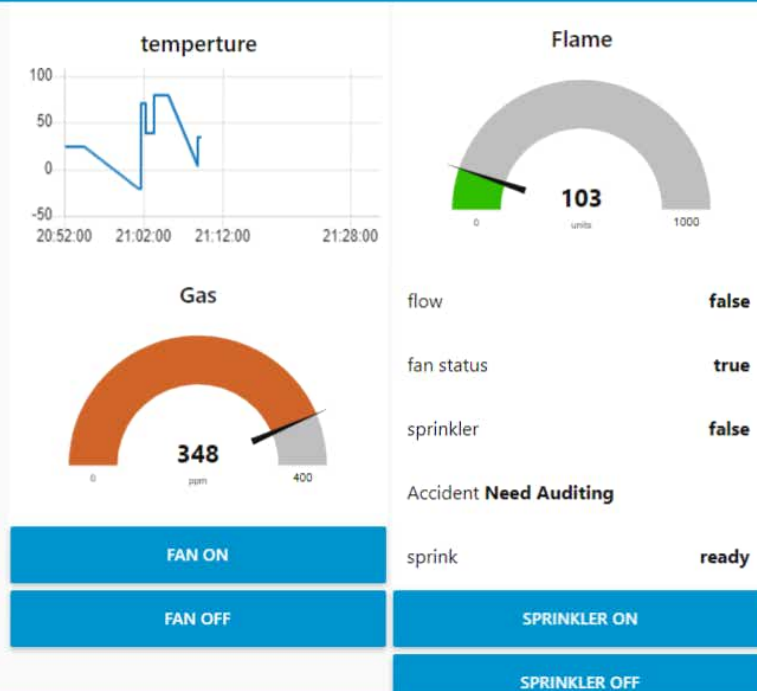 temperture
100
50
0
-50
20:52:00 21:02:00 21:12:00 21:28:00
Gas
348
ppm
0
400
FAN ON
FAN OFF
Flame
103
units
0
1000
flow false
fan status true
sprinkler false
Accident Need Auditing
sprink ready
SPRINKLER ON
SPRINKLER OFF